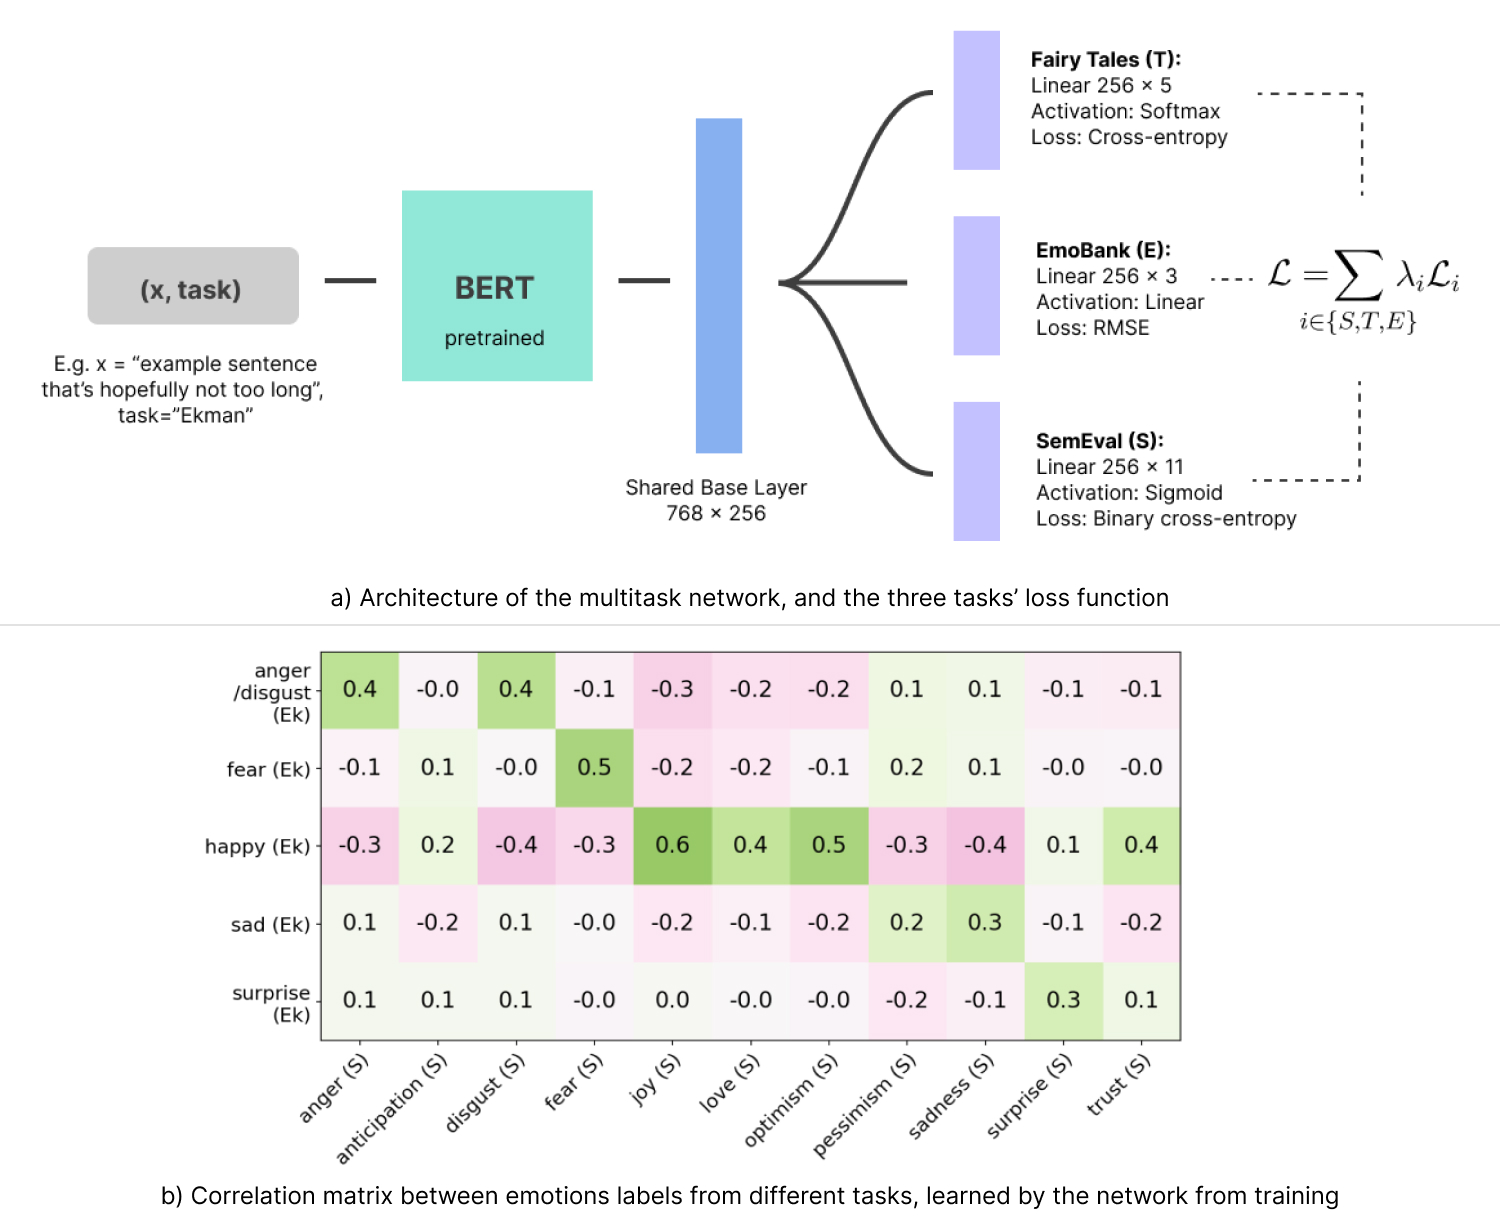 (x, task)
E.g. x = “example sentence
that’s hopefully not too long”,
task=”Ekman”
BERT
pretrained
Shared Base Layer
768 × 256
Fairy Tales (T):
Linear 256 × 5
Activation: Softmax
Loss: Cross-entropy
EmoBank (E):
Linear 256 × 3
Activation: Linear
Loss: RMSE
SemEval (S):
Linear 256 × 11
Activation: Sigmoid
Loss: Binary cross-entropy
ℒ = ∑ λᵢℒᵢ
i∈{S,T,E}
a) Architecture of the multitask network, and the three tasks’ loss function
anger
/disgust
(Ek)
0.4 -0.0 0.4 -0.1 -0.3 -0.2 -0.2 0.1 0.1 -0.1 -0.1
fear (Ek)
-0.1 0.1 -0.0 0.5 -0.2 -0.2 -0.1 0.2 0.1 -0.0 -0.0
happy (Ek)
-0.3 0.2 -0.4 -0.3 0.6 0.4 0.5 -0.3 -0.4 0.1 0.4
sad (Ek)
0.1 -0.2 0.1 -0.0 -0.2 -0.1 -0.2 0.2 0.3 -0.1 -0.2
surprise
(Ek)
0.1 0.1 0.1 -0.0 0.0 -0.0 -0.0 -0.2 -0.1 0.3 0.1
anger (S)
anticipation (S)
disgust (S)
fear (S)
joy (S)
love (S)
optimism (S)
pessimism (S)
sadness (S)
surprise (S)
trust (S)
b) Correlation matrix between emotions labels from different tasks, learned by the network from training